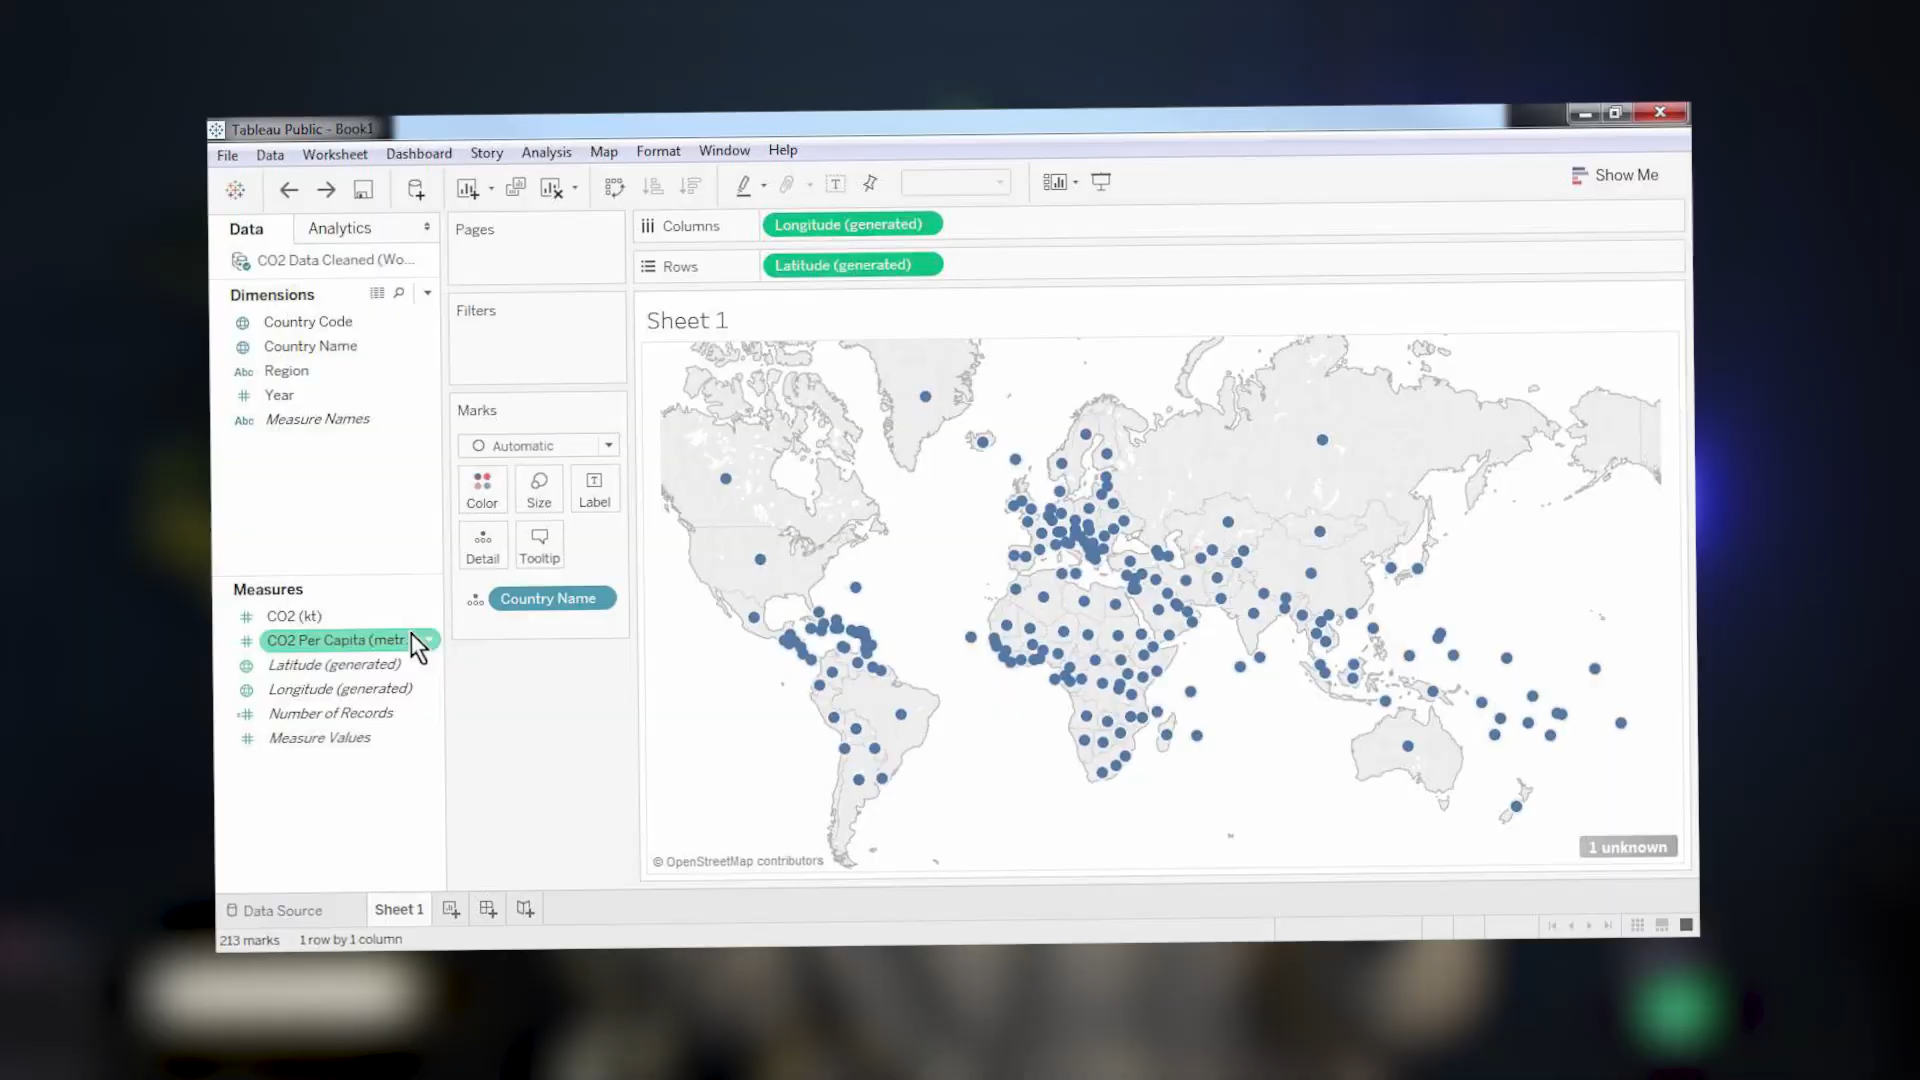 Tableau Public - Book1
File Data Worksheet Dashboard Story Analysis Map Format Window Help
Show Me
Data Analytics
CO2 Data Cleaned (Wo...
Dimensions
Country Code
Country Name
Abc Region
Year
Abc Measure Names
Measures
CO2 (kt)
CO2 Per Capita (metr
Latitude (generated)
Longitude (generated)
Number of Records
Measure Values
Pages
Filters
Marks
Automatic
Color Size Label
Detail Tooltip
Country Name
Columns Longitude (generated)
Rows Latitude (generated)
Sheet 1
© OpenStreetMap contributors
1 unknown
Data Source Sheet 1
213 marks 1 row by 1 column